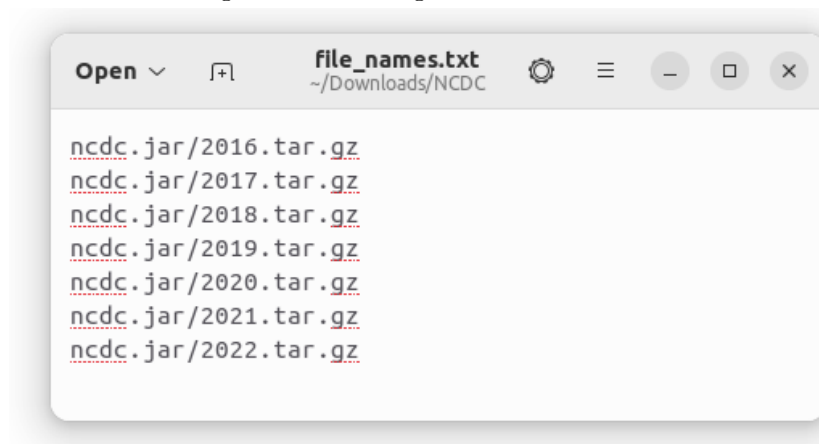 Open
file_names.txt
~/Downloads/NCDC
ncdc.jar/2016.tar.gz
ncdc.jar/2017.tar.gz
ncdc.jar/2018.tar.gz
ncdc.jar/2019.tar.gz
ncdc.jar/2020.tar.gz
ncdc.jar/2021.tar.gz
ncdc.jar/2022.tar.gz